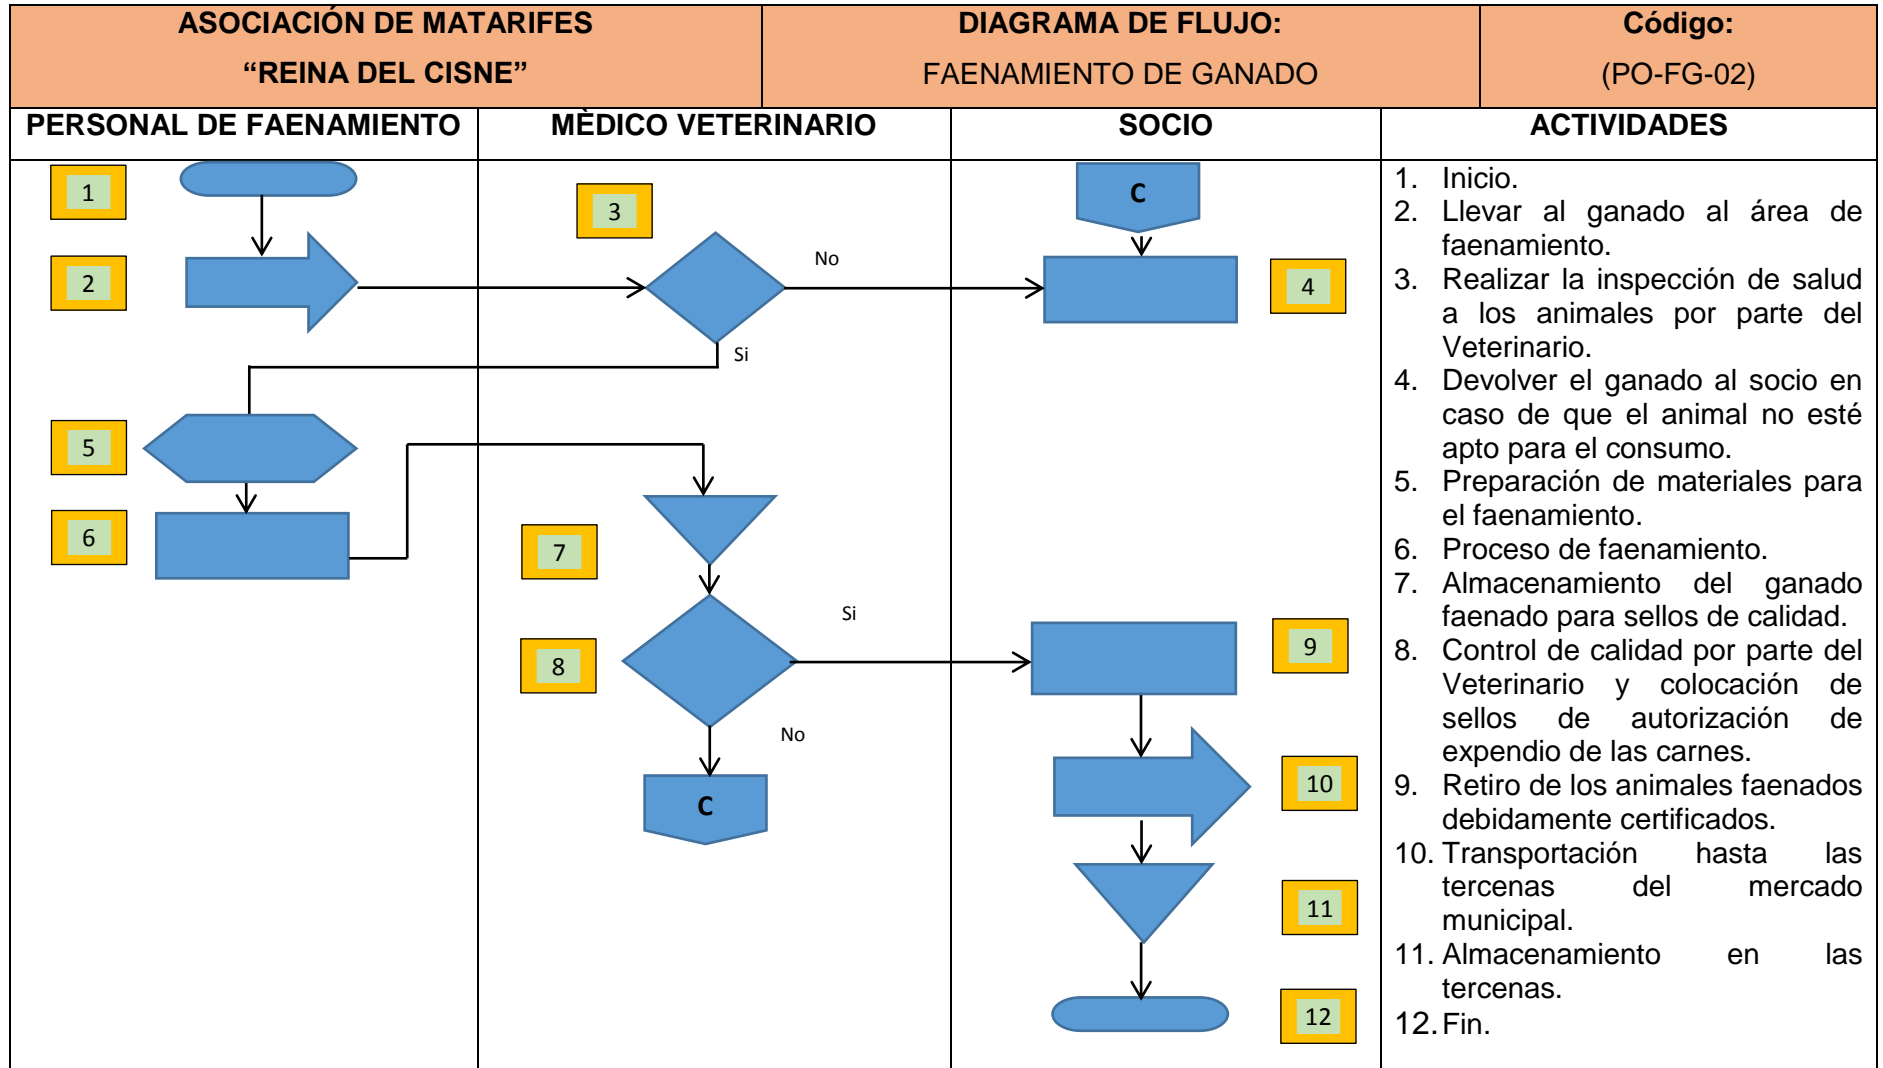 ASOCIACIÓN DE MATARIFES
“REINA DEL CISNE”
DIAGRAMA DE FLUJO:
FAENAMIENTO DE GANADO
Código:
(PO-FG-02)
PERSONAL DE FAENAMIENTO
MÈDICO VETERINARIO
SOCIO
ACTIVIDADES
1
2
3
No
C
4
Si
5
6
7
8
Si
No
C
9
10
11
12
1. Inicio.
2. Llevar al ganado al área de
faenamiento.
3. Realizar la inspección de salud
a los animales por parte del
Veterinario.
4. Devolver el ganado al socio en
caso de que el animal no esté
apto para el consumo.
5. Preparación de materiales para
el faenamiento.
6. Proceso de faenamiento.
7. Almacenamiento del ganado
faenado para sellos de calidad.
8. Control de calidad por parte del
Veterinario y colocación de
sellos de autorización de
expendio de las carnes.
9. Retiro de los animales faenados
debidamente certificados.
10. Transportación hasta las
tercenas del mercado
municipal.
11. Almacenamiento en las
tercenas.
12. Fin.